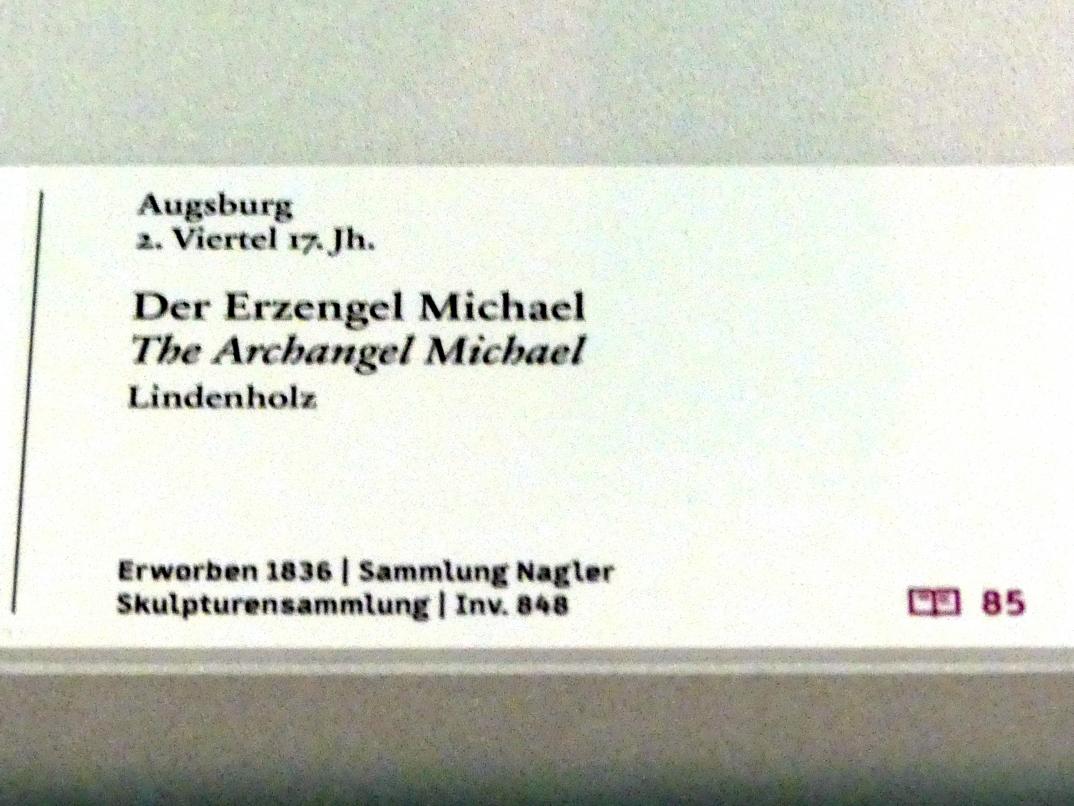 Augsburg
2. Viertel 17. Jh.
Der Erzengel Michael
The Archangel Michael
Lindenholz
Erworben 1836 | Sammlung Nagler
Skulpturensammlung | Inv. 848
85